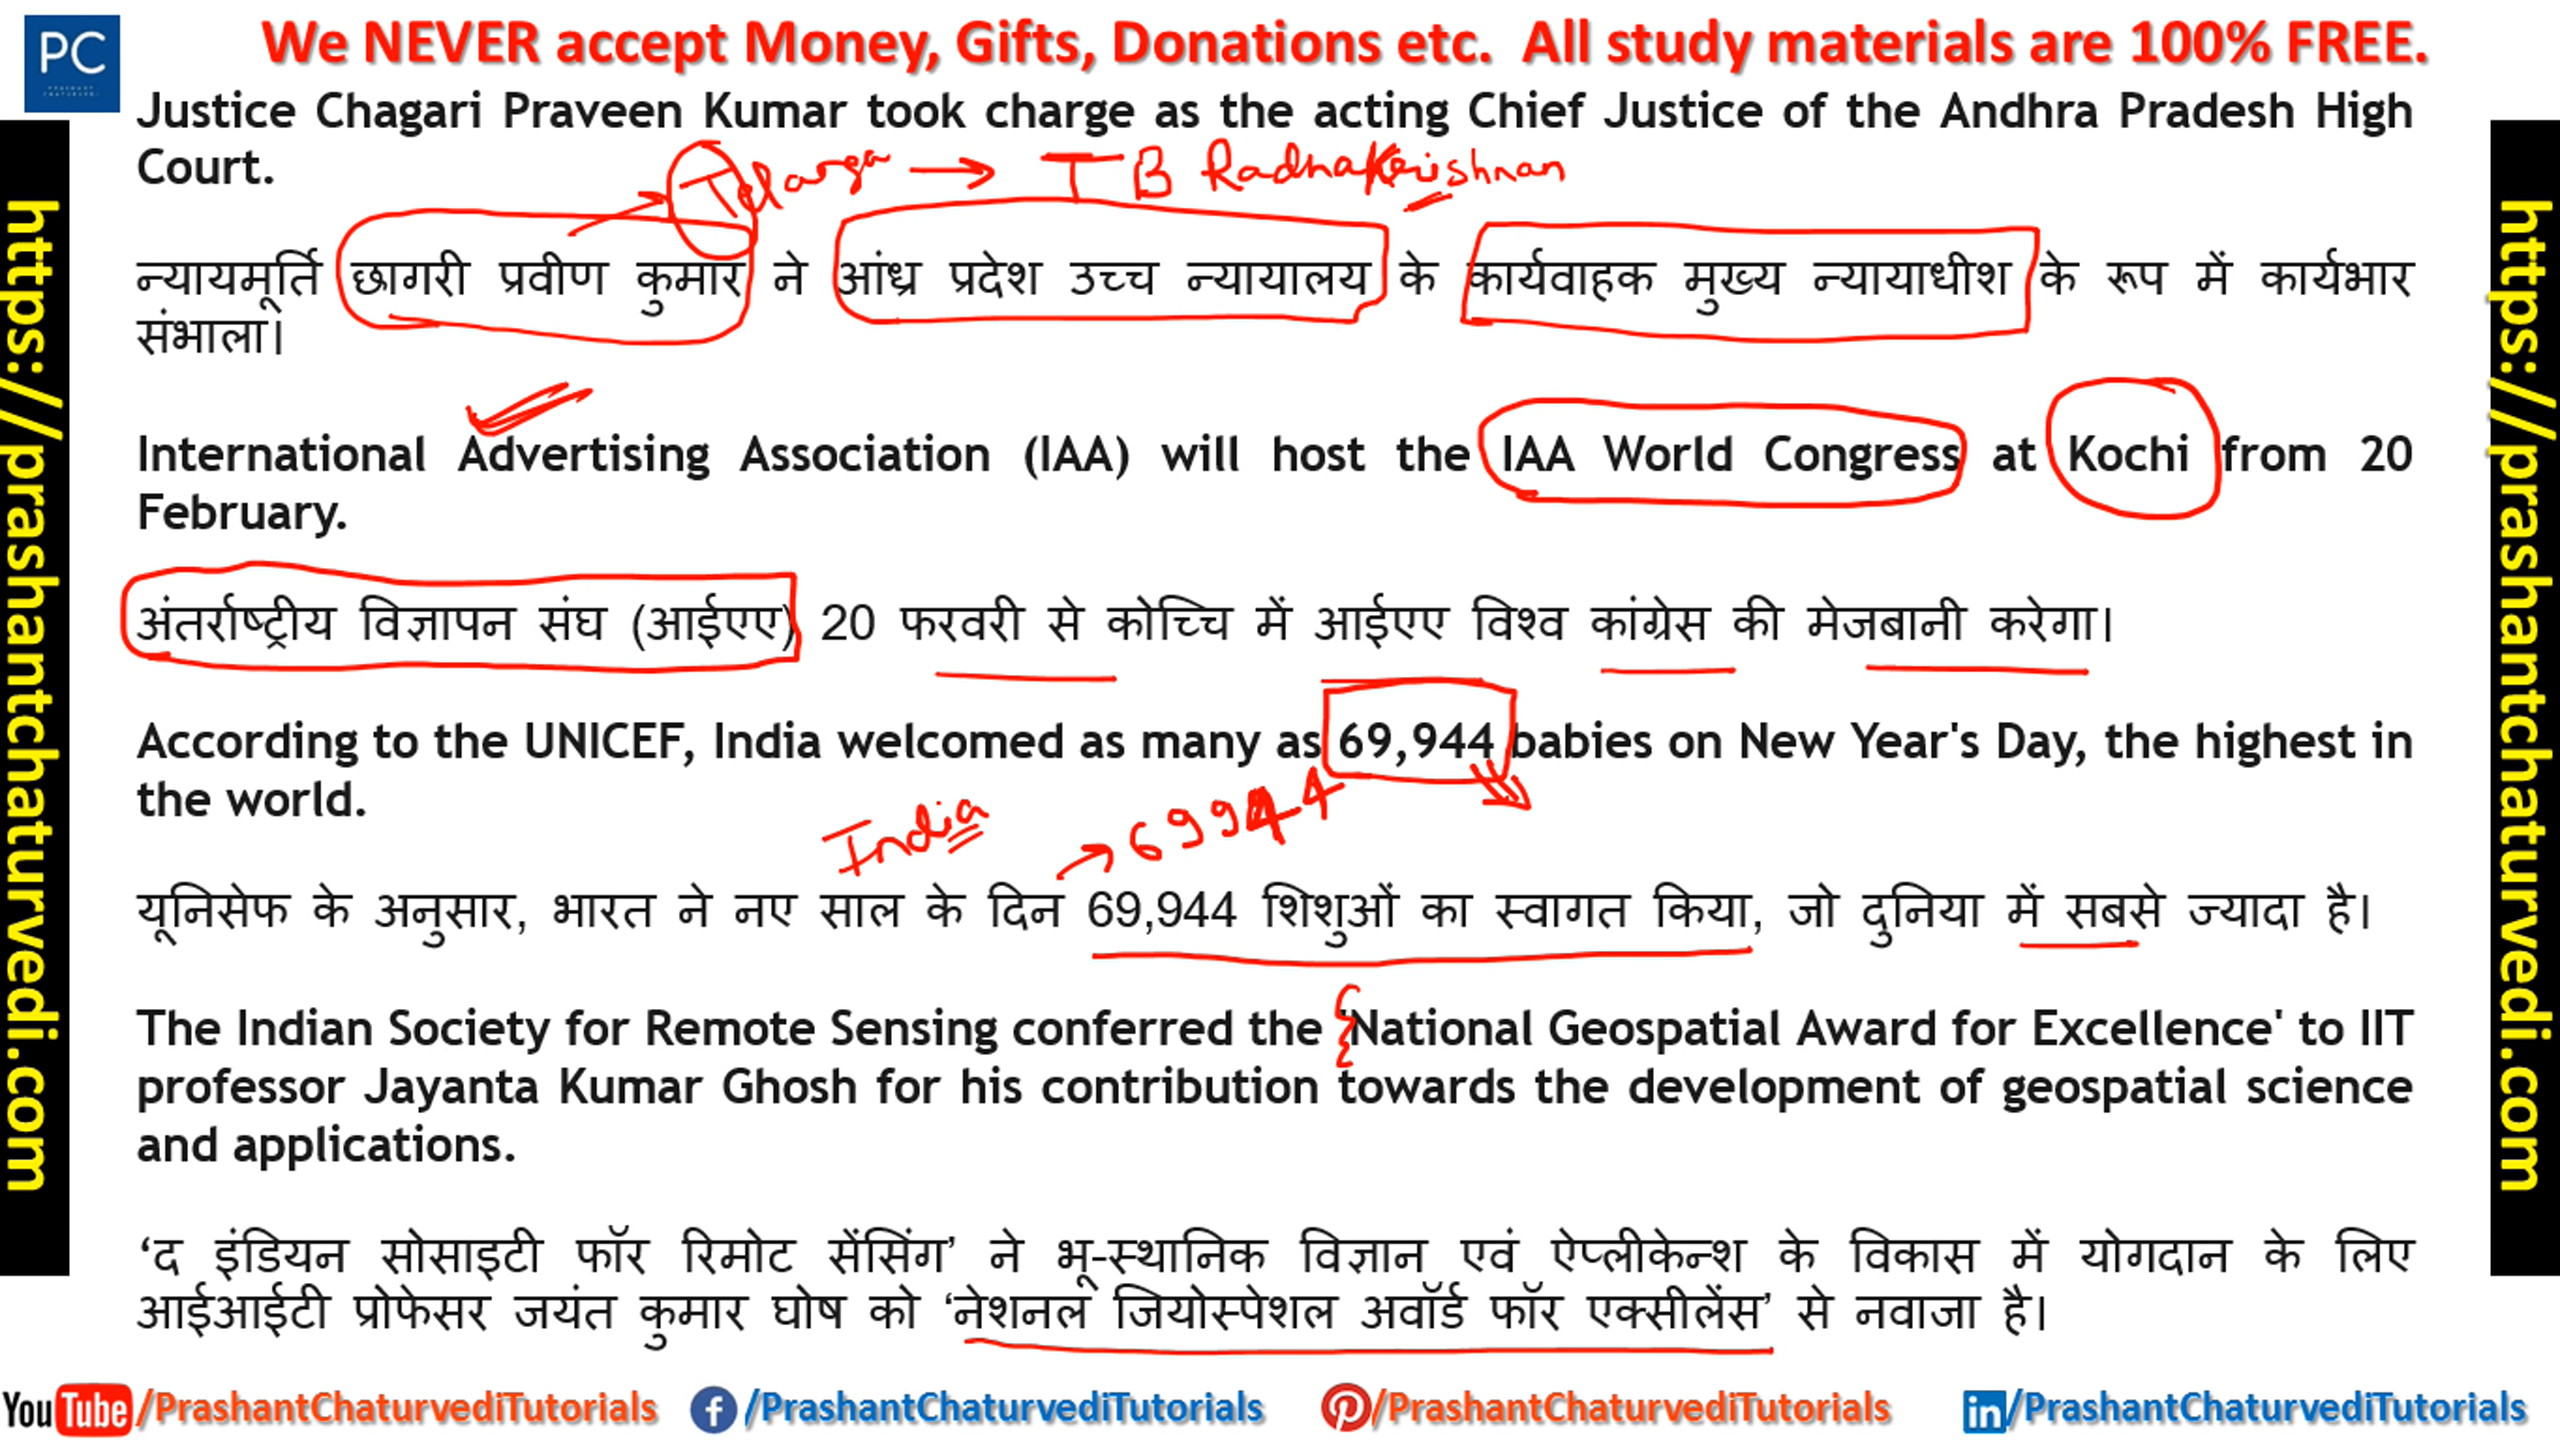 PC
PRASHANT
CHATURVEDI
We NEVER accept Money, Gifts, Donations etc. All study materials are 100% FREE.
Justice Chagari Praveen Kumar took charge as the acting Chief Justice of the Andhra Pradesh High
Court.
→ T B Radhakrishnan
न्यायमूर्ति छागरी प्रवीण कुमार ने आंध्र प्रदेश उच्च न्यायालय के कार्यवाहक मुख्य न्यायाधीश के रूप में कार्यभार
संभाला।
International Advertising Association (IAA) will host the IAA World Congress at Kochi from 20
February.
अंतर्राष्ट्रीय विज्ञापन संघ (आईएए) 20 फरवरी से कोच्चि में आईएए विश्व कांग्रेस की मेजबानी करेगा।
According to the UNICEF, India welcomed as many as 69,944 babies on New Year's Day, the highest in
the world.
India → 69944
यूनिसेफ के अनुसार, भारत ने नए साल के दिन 69,944 शिशुओं का स्वागत किया, जो दुनिया में सबसे ज्यादा है।
The Indian Society for Remote Sensing conferred the 'National Geospatial Award for Excellence' to IIT
professor Jayanta Kumar Ghosh for his contribution towards the development of geospatial science
and applications.
‘द इंडियन सोसाइटी फॉर रिमोट सेंसिंग’ ने भू-स्थानिक विज्ञान एवं ऐप्लीकेन्श के विकास में योगदान के लिए
आईआईटी प्रोफेसर जयंत कुमार घोष को ‘नेशनल जियोस्पेशल अवॉर्ड फॉर एक्सीलेंस’ से नवाजा है।
https://prashantchaturvedi.com
https://prashantchaturvedi.com
YouTube/PrashantChaturvediTutorials f/PrashantChaturvediTutorials /PrashantChaturvediTutorials in/PrashantChaturvediTutorials